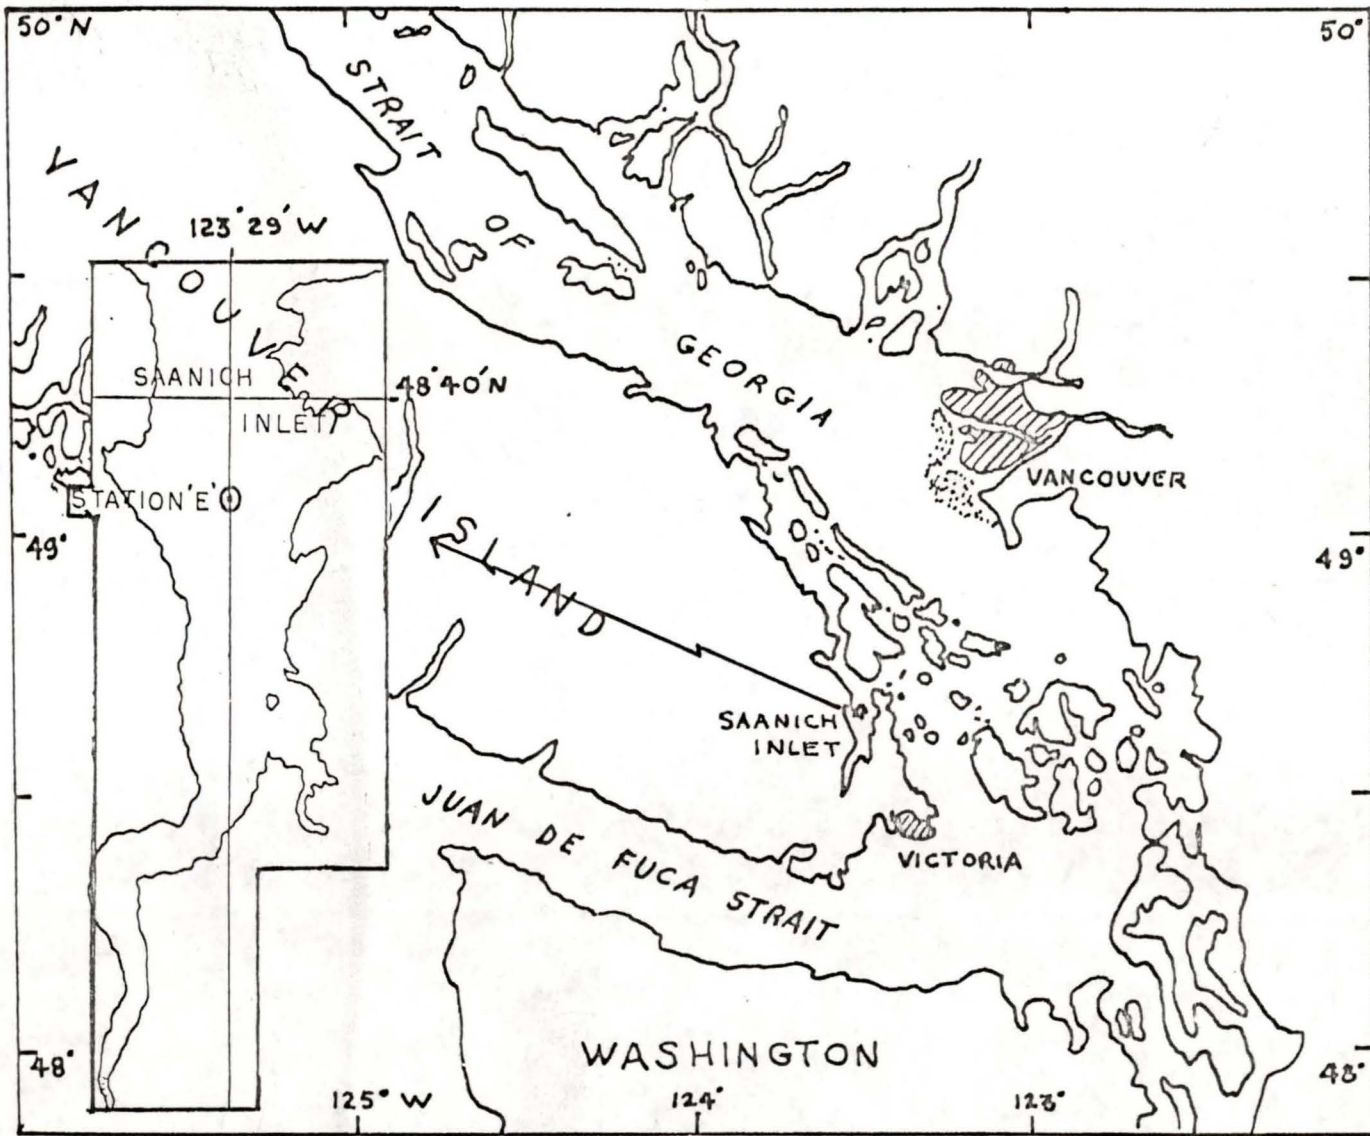 50° N
50°
STRAIT
OF
GEORGIA
VANCOUVER
ISLAND
123° 29' W
SAANICH
INLET
48° 40' N
STATION 'E'
VANCOUVER
49°
49°
SAANICH
INLET
JUAN DE FUCA STRAIT
VICTORIA
WASHINGTON
48°
48°
125° W
124°
123°